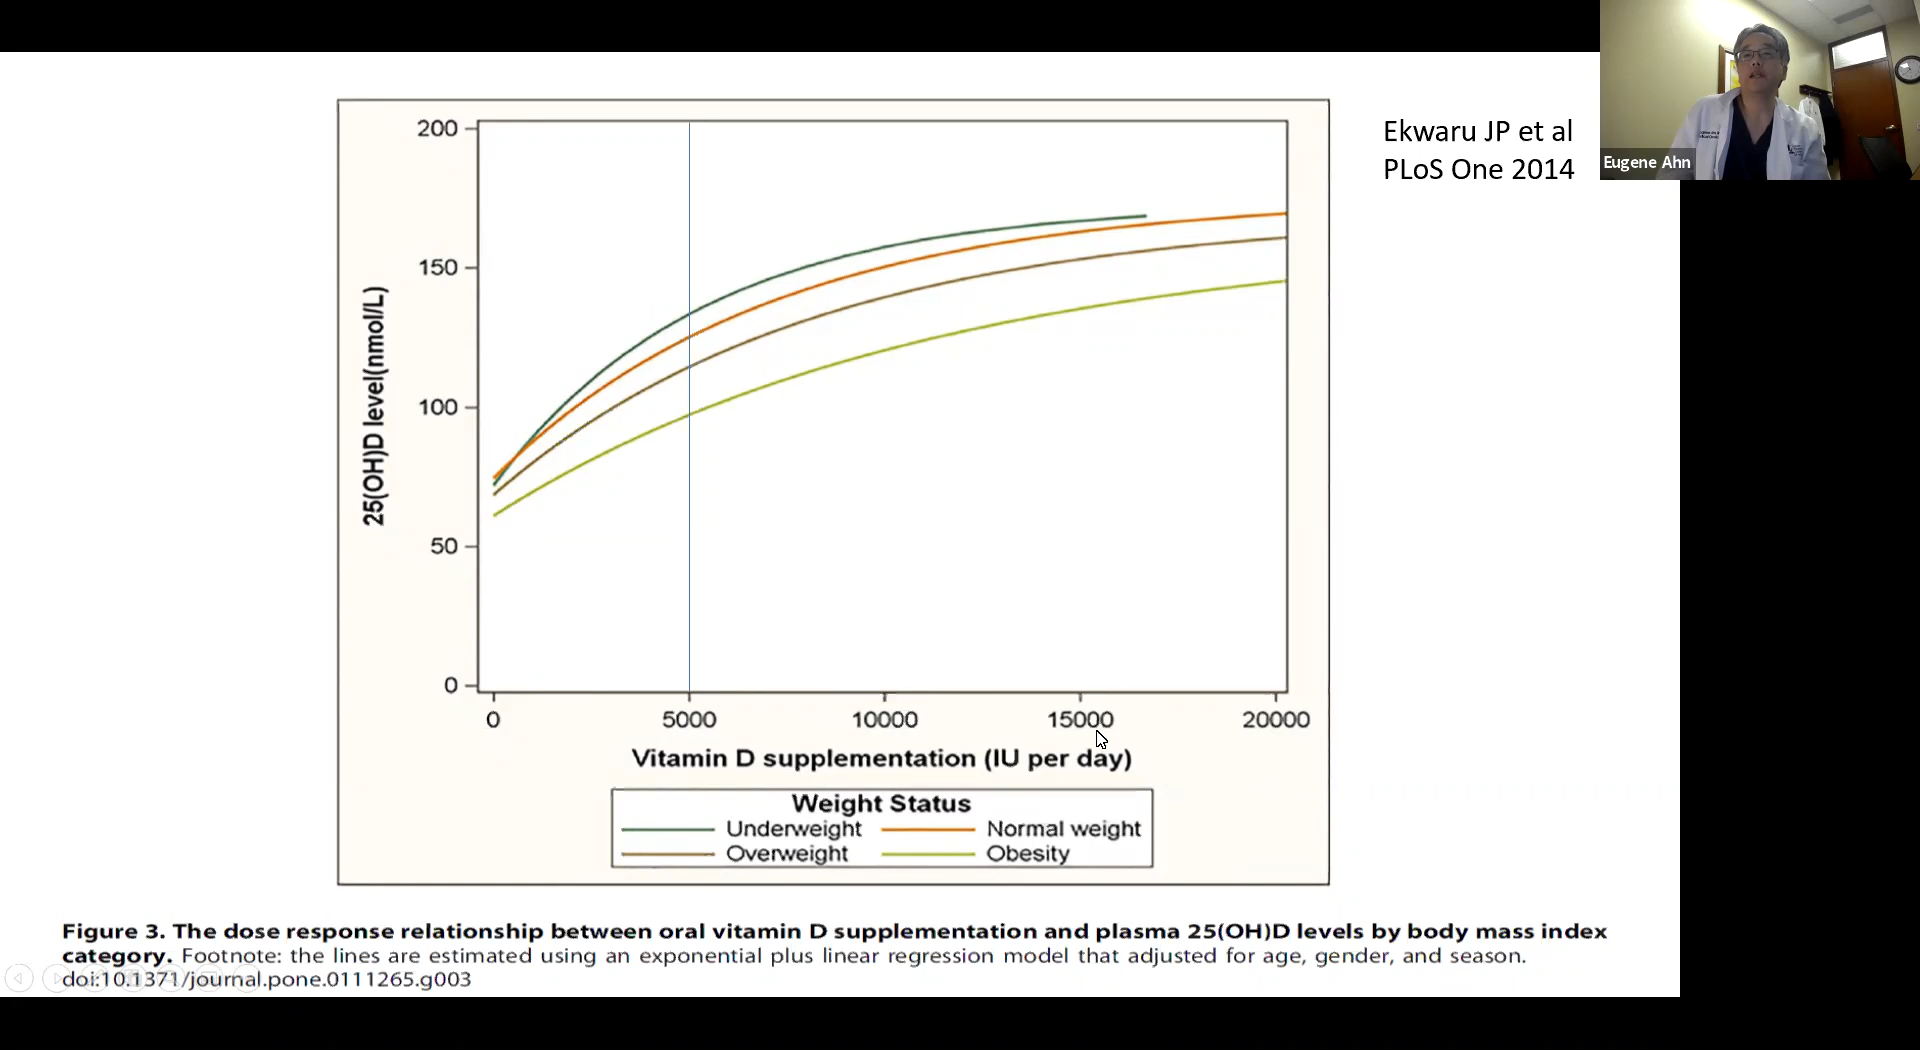 Ekwaru JP et al
PLoS One 2014
Eugene Ahn
25(OH)D level(nmol/L)
200
150
100
50
0
0 5000 10000 15000 20000
Vitamin D supplementation (IU per day)
Weight Status
Underweight Normal weight
Overweight Obesity
Figure 3. The dose response relationship between oral vitamin D supplementation and plasma 25(OH)D levels by body mass index
category. Footnote: the lines are estimated using an exponential plus linear regression model that adjusted for age, gender, and season.
doi:10.1371/journal.pone.0111265.g003